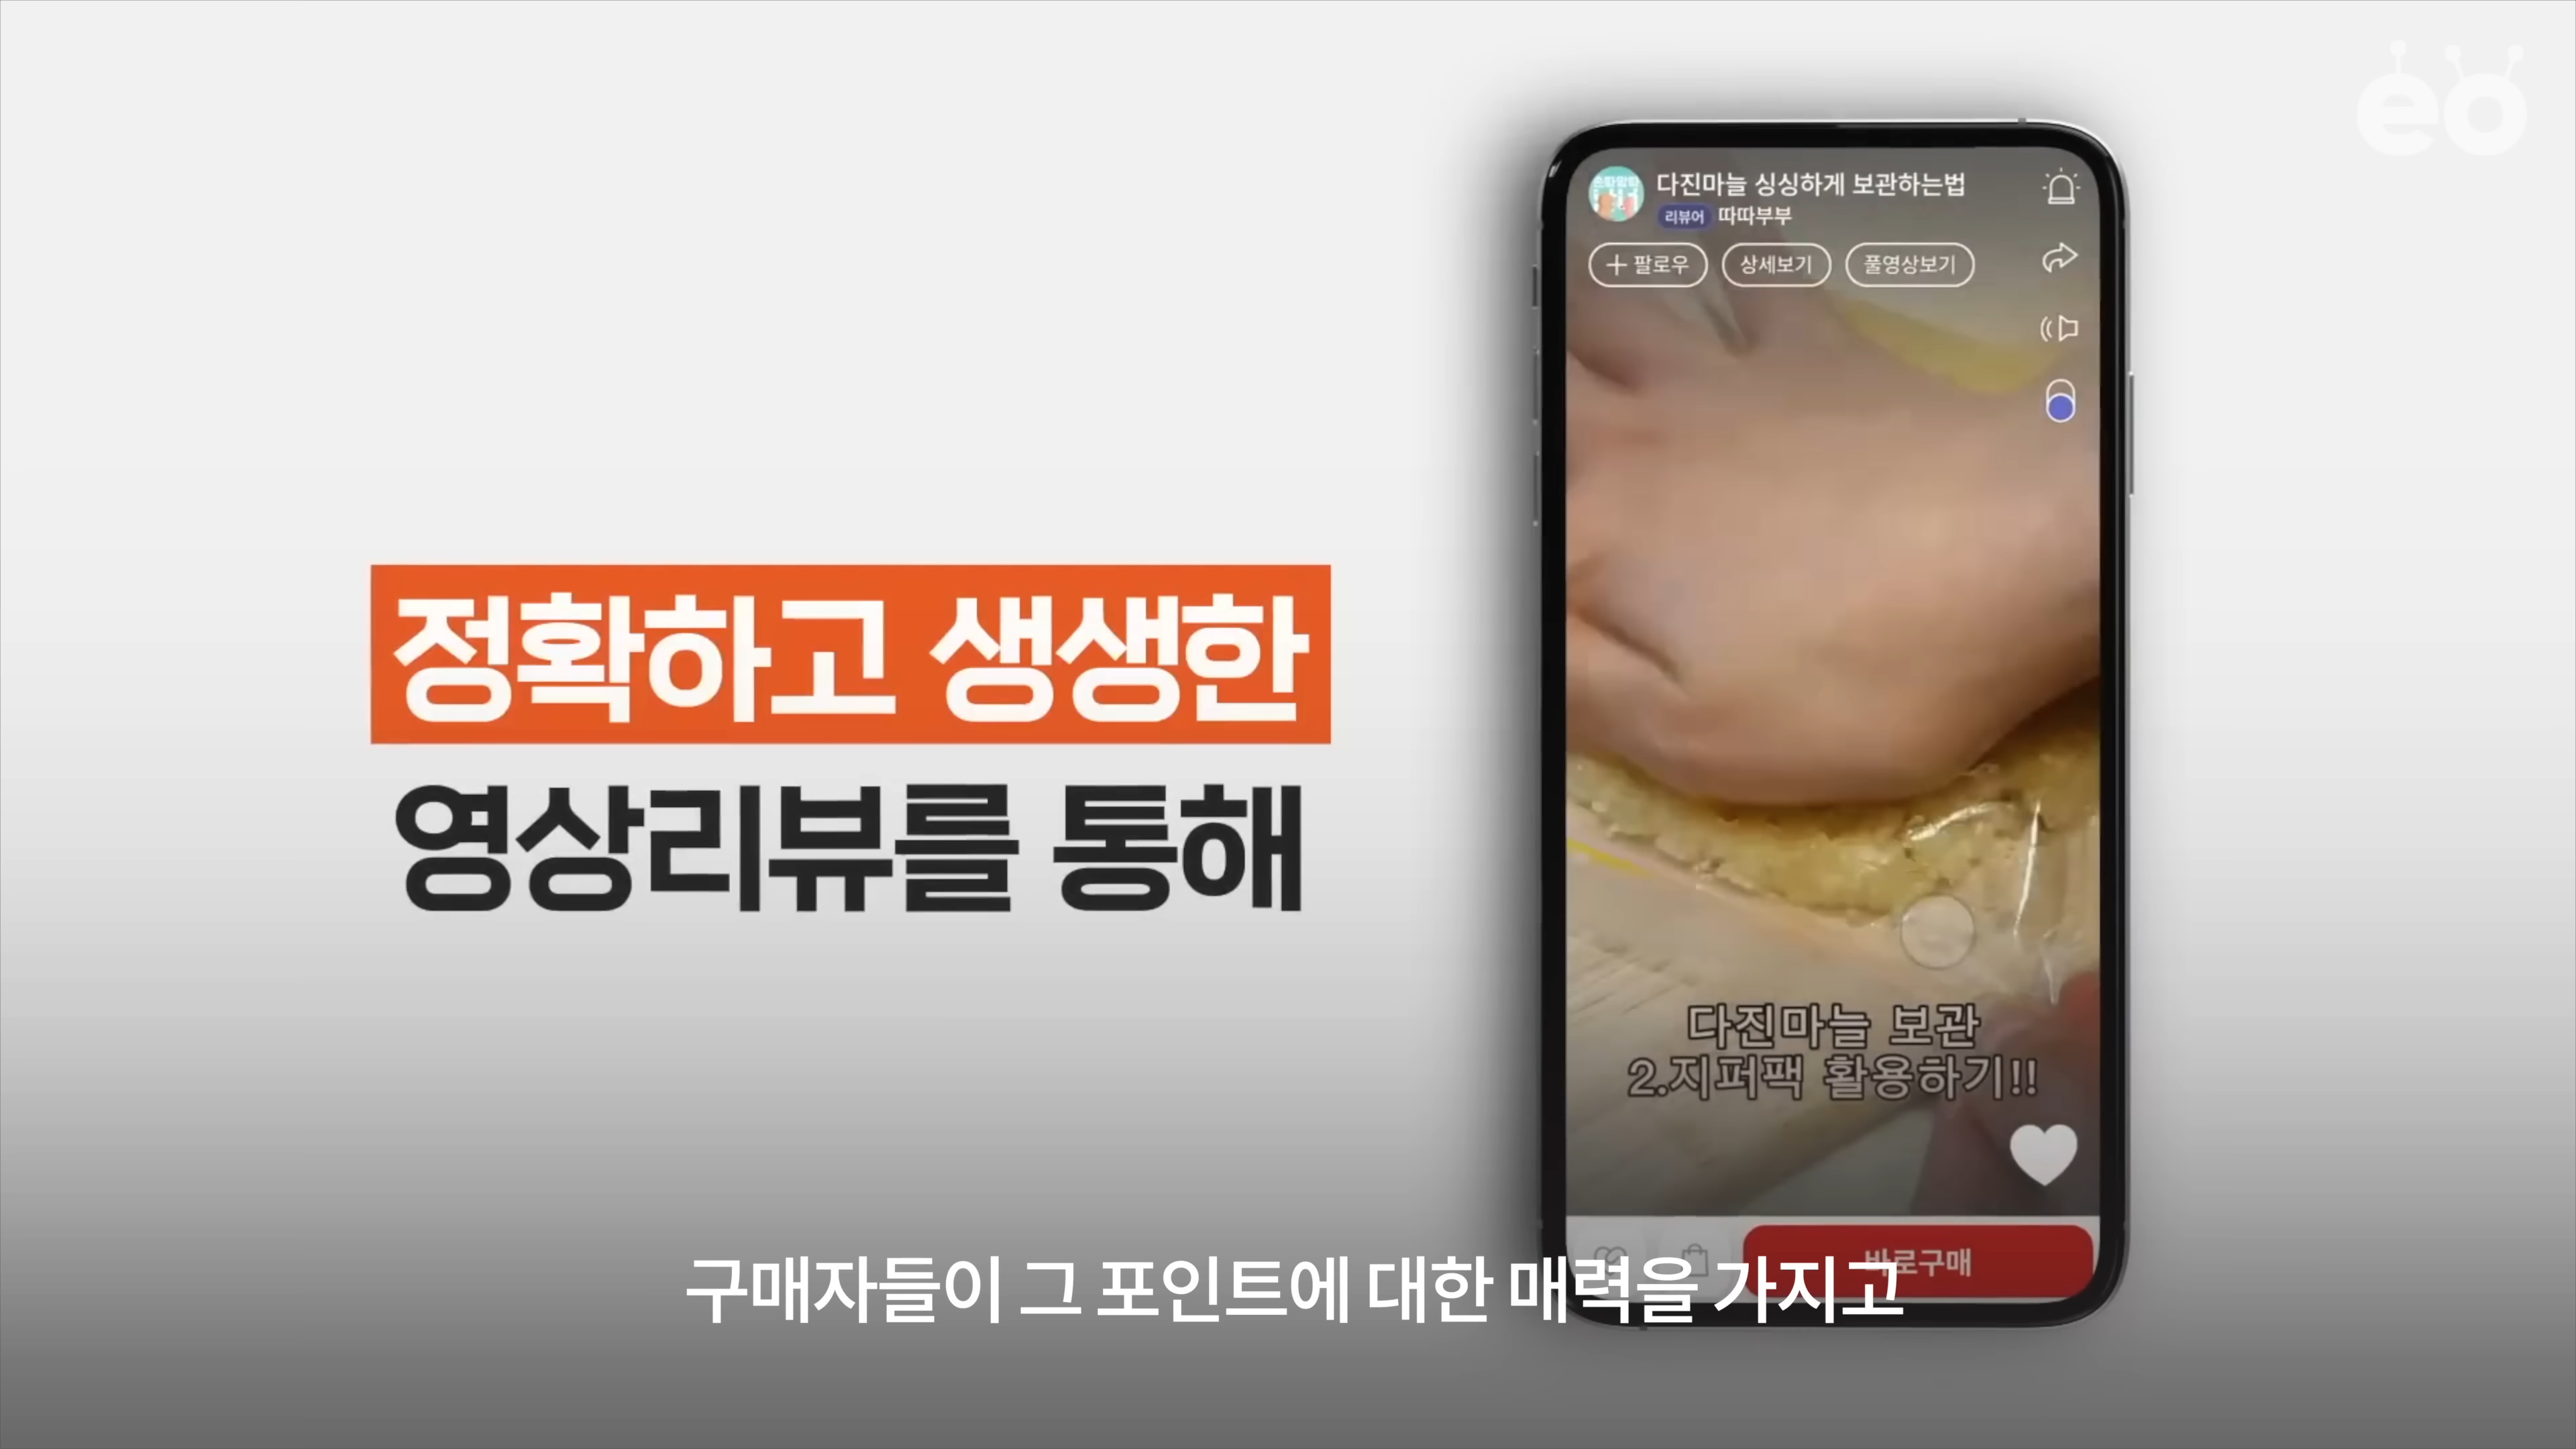 eo
정확하고 생생한
영상리뷰를 통해
다진마늘 싱싱하게 보관하는법
리뷰어 따따부부
+ 팔로우
상세보기
풀영상보기
다진마늘 보관
2.지퍼팩 활용하기!!
바로구매
구매자들이 그 포인트에 대한 매력을 가지고